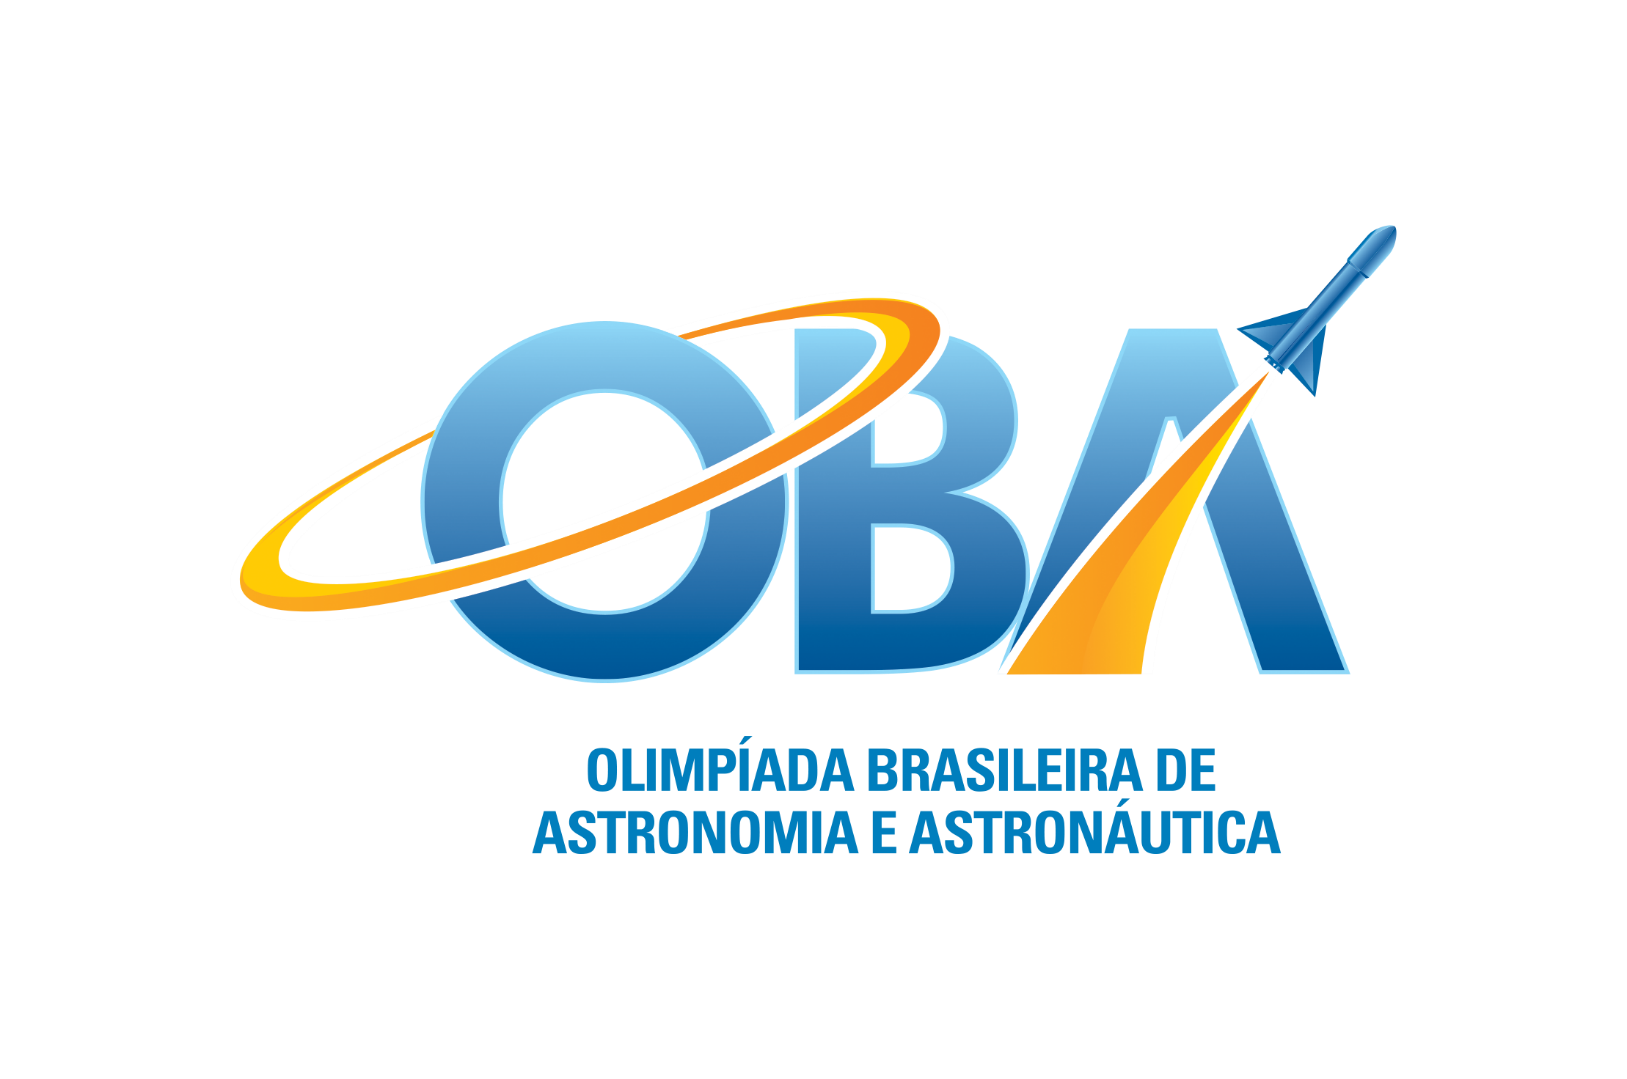 OBA
OLIMPÍADA BRASILEIRA DE
ASTRONOMIA E ASTRONÁUTICA